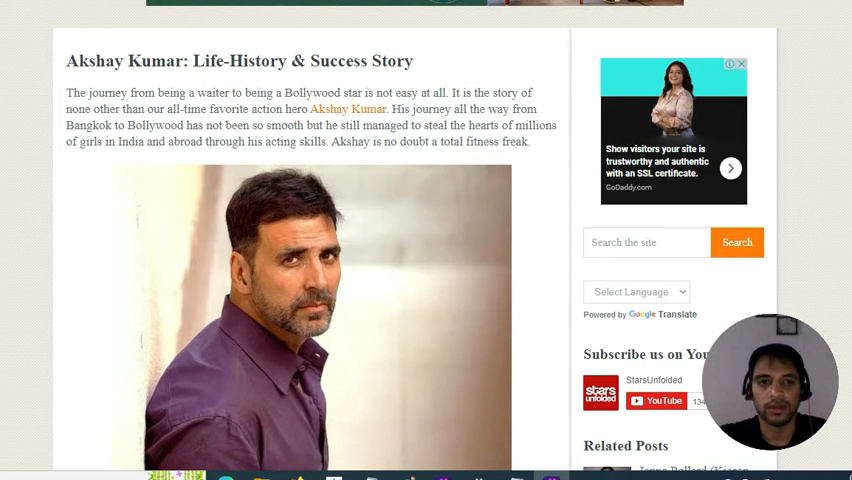 Akshay Kumar: Life-History & Success Story
The journey from being a waiter to being a Bollywood star is not easy at all. It is the story of
none other than our all-time favorite action hero Akshay Kumar. His journey all the way from
Bangkok to Bollywood has not been so smooth but he still managed to steal the hearts of millions
of girls in India and abroad through his acting skills. Akshay is no doubt a total fitness freak.
Show visitors your site is
trustworthy and authentic
with an SSL certificate.
GoDaddy.com
Search the site
Search
Select Language
Powered by Google Translate
Subscribe us on You
stars
unfolded
StarsUnfolded
YouTube
134
Related Posts